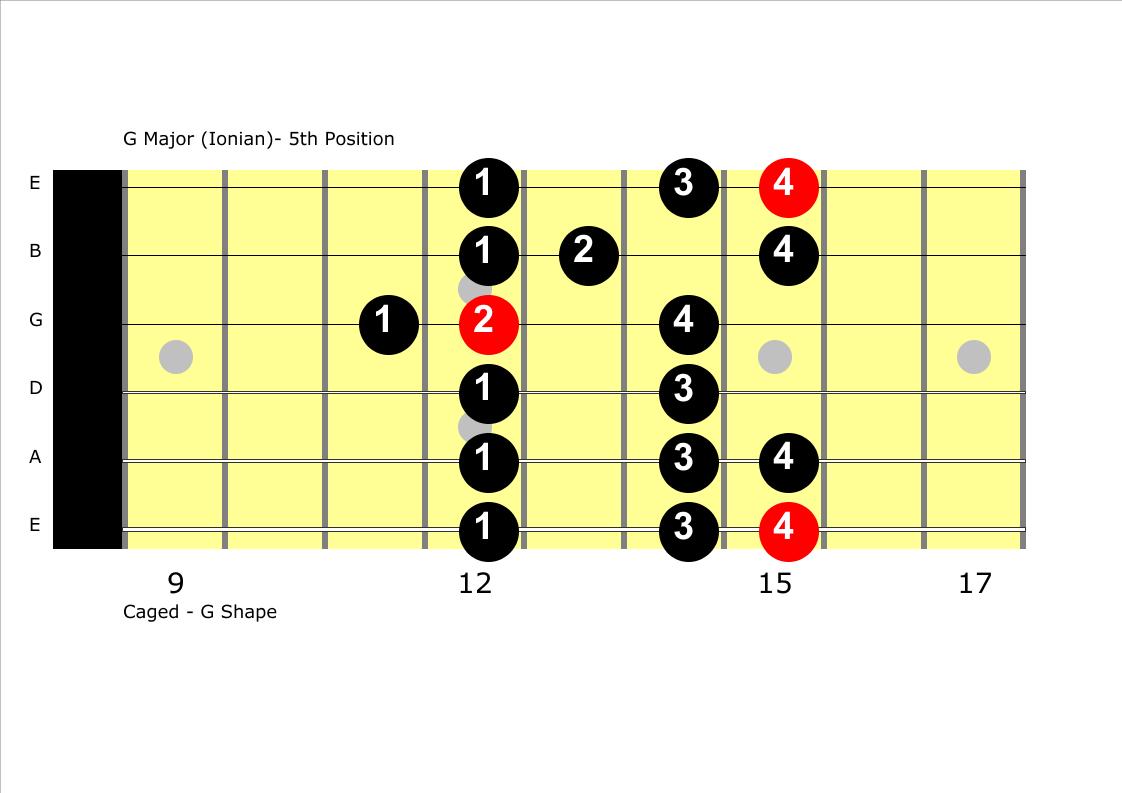 G Major (Ionian)- 5th Position
E 1 3 4
B 1 2 4
G 1 2 4
D 1 3
A 1 3 4
E 1 3 4
9 12 15 17
Caged - G Shape